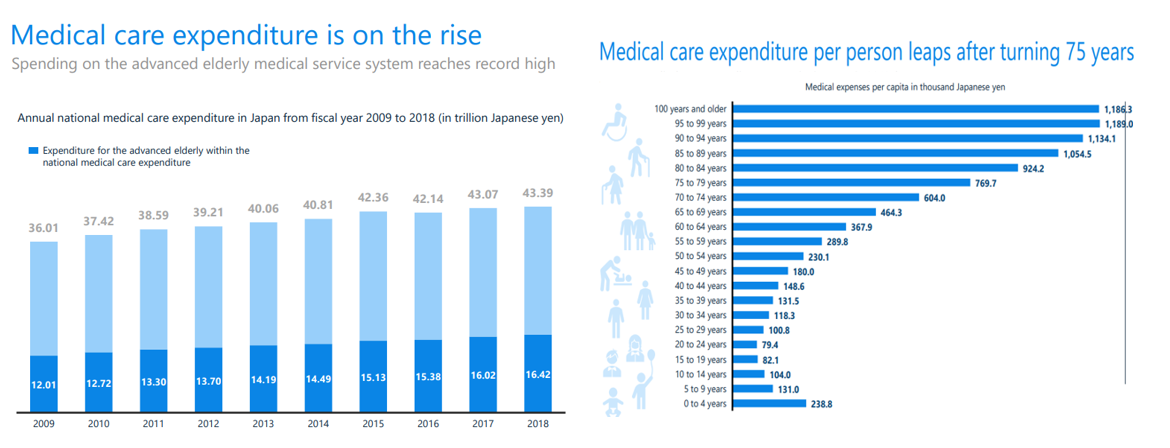 Medical care expenditure is on the rise
Spending on the advanced elderly medical service system reaches record high
Annual national medical care expenditure in Japan from fiscal year 2009 to 2018 (in trillion Japanese yen)
Expenditure for the advanced elderly within the
national medical care expenditure
36.01 37.42 38.59 39.21 40.06 40.81 42.36 42.14 43.07 43.39
12.01 12.72 13.30 13.70 14.19 14.49 15.13 15.38 16.02 16.42
2009 2010 2011 2012 2013 2014 2015 2016 2017 2018
Medical care expenditure per person leaps after turning 75 years
Medical expenses per capita in thousand Japanese yen
100 years and older 1,186.3
95 to 99 years 1,189.0
90 to 94 years 1,134.1
85 to 89 years 1,054.5
80 to 84 years 924.2
75 to 79 years 769.7
70 to 74 years 604.0
65 to 69 years 464.3
60 to 64 years 367.9
55 to 59 years 289.8
50 to 54 years 230.1
45 to 49 years 180.0
40 to 44 years 148.6
35 to 39 years 131.5
30 to 34 years 118.3
25 to 29 years 100.8
20 to 24 years 79.4
15 to 19 years 82.1
10 to 14 years 104.0
5 to 9 years 131.0
0 to 4 years 238.8